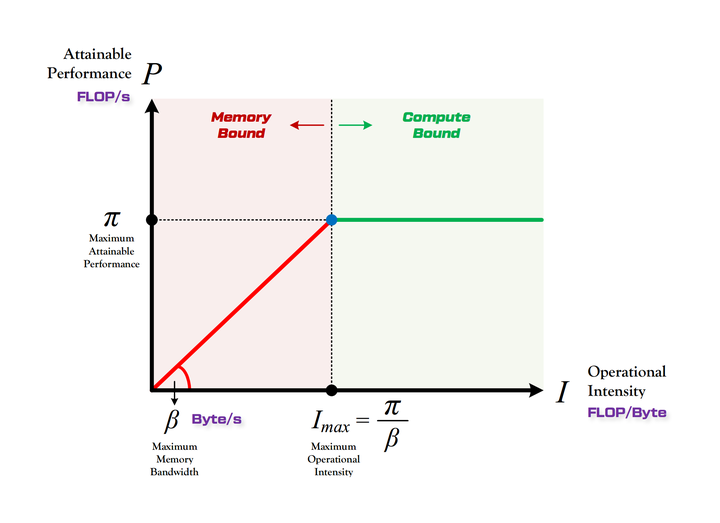 Attainable
Performance P
FLOP/s
Memory
Bound
Compute
Bound
π
Maximum
Attainable
Performance
β Byte/s
Maximum
Memory
Bandwidth
I_max = π/β
Maximum
Operational
Intensity
I
Operational
Intensity
FLOP/Byte